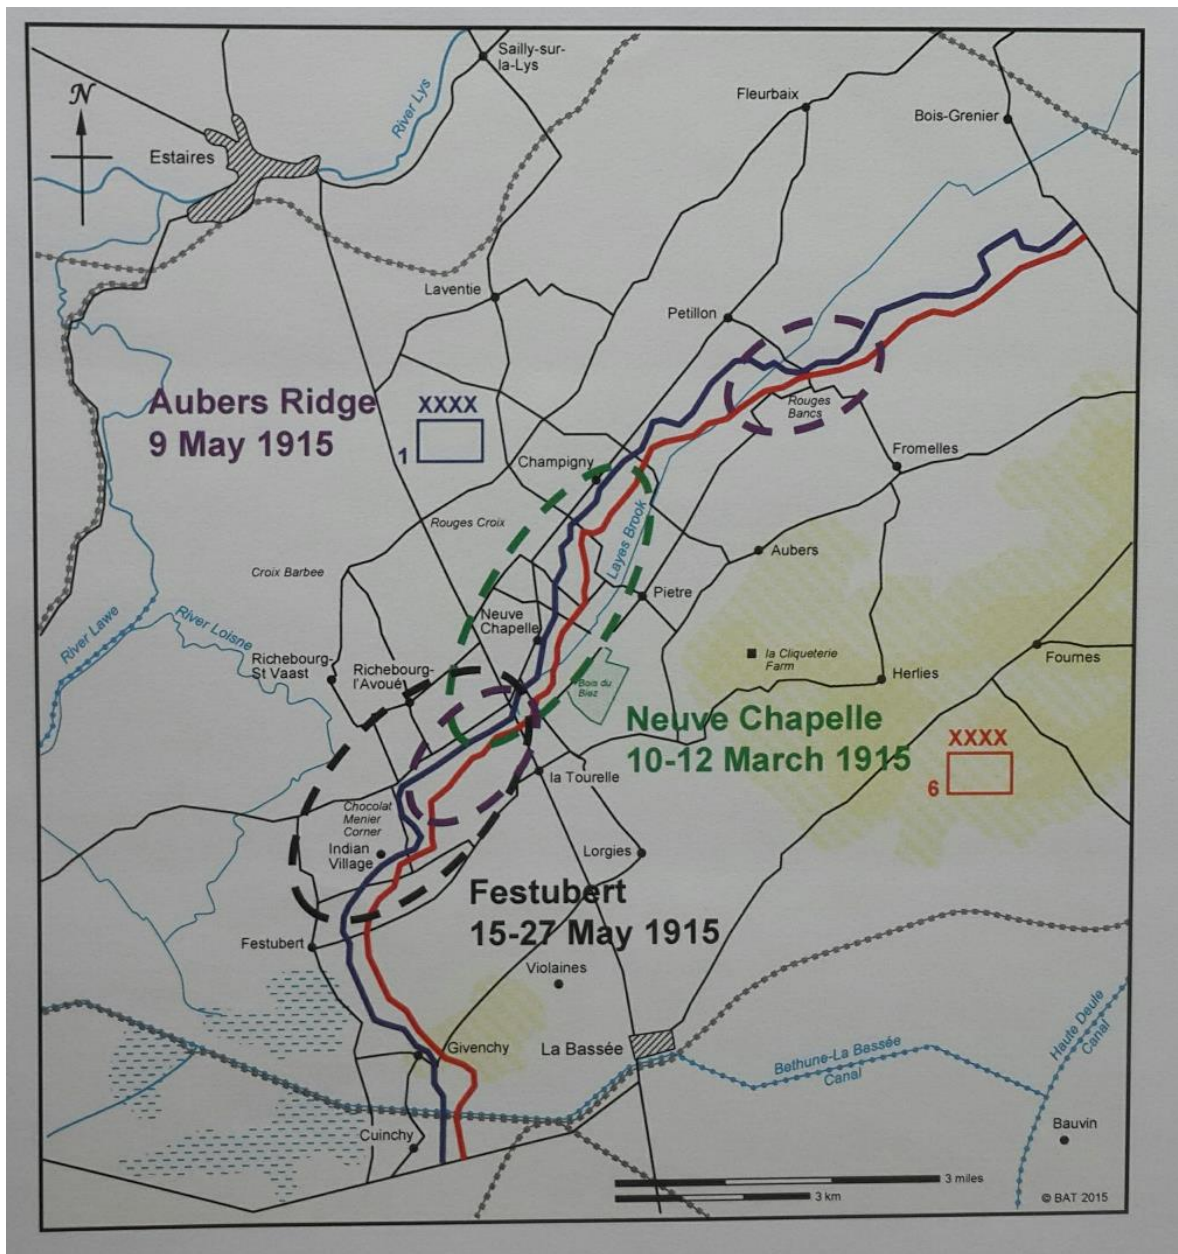 Sailly-sur-
la-Lys
River Lys
N
Fleurbaix
Bois-Grenier
Estaires
Laventie
Petillon
Aubers Ridge
9 May 1915
XXXX
1
Rouges
Bancs
Fromelles
Champigny
Rouges Croix
Layes Brook
Aubers
Croix Barbee
Pietre
Neuve
Chapelle
River Lawe
River Loisne
Richebourg-
St Vaast
Richebourg-
l'Avoué
la Cliqueterie
Farm
Fournes
Herlies
Bois du
Biez
Neuve Chapelle
10-12 March 1915
XXXX
6
la Tourelle
Chocolat
Menier
Corner
Indian
Village
Lorgies
Festubert
15-27 May 1915
Festubert
Violaines
Givenchy
La Bassée
Bethune-La Bassée
Canal
Haute Deule
Canal
Cuinchy
Bauvin
3 miles
3 km
© BAT 2015